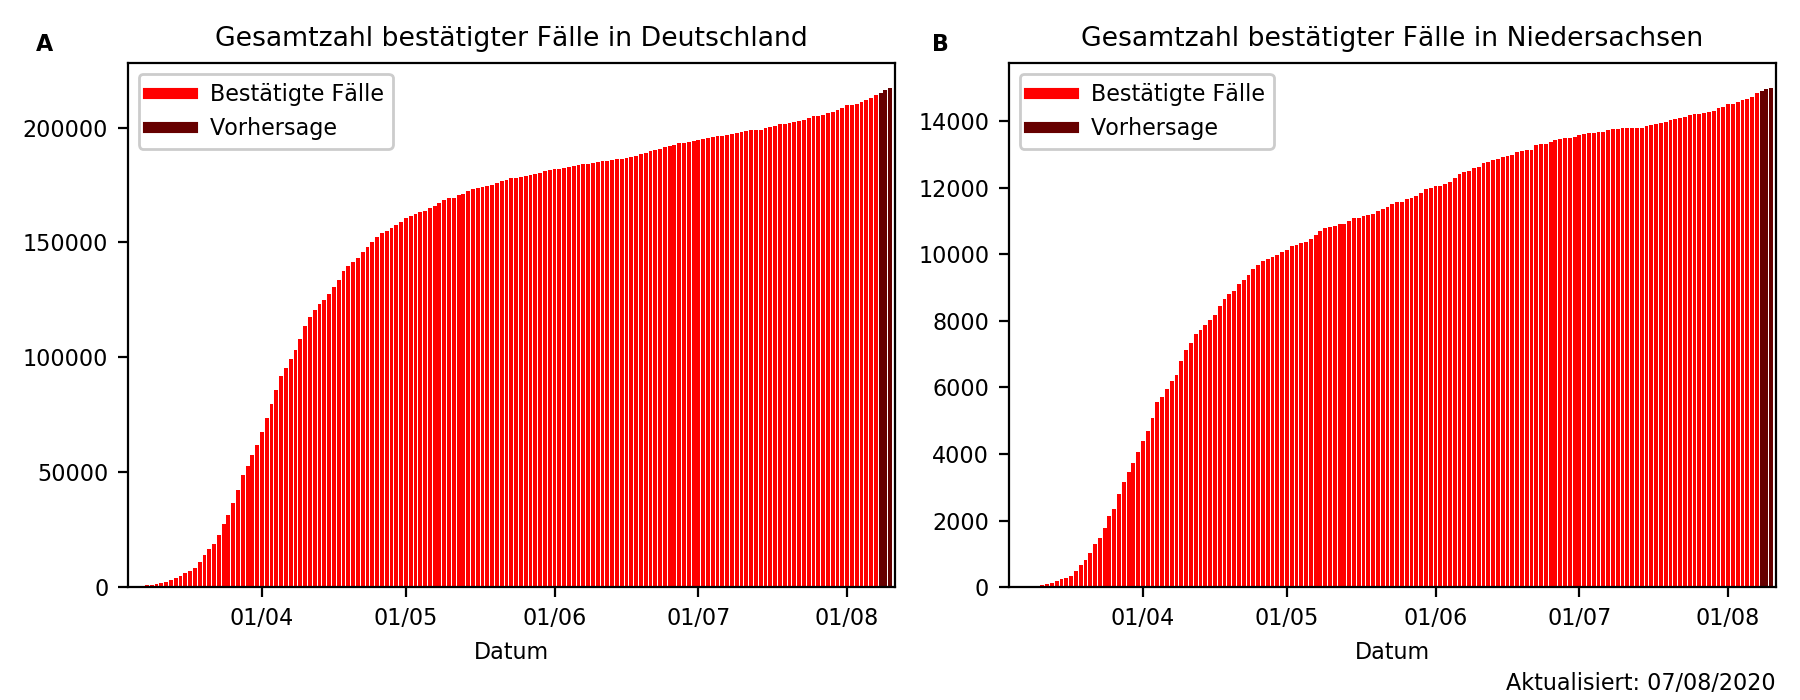 A
Gesamtzahl bestätigter Fälle in Deutschland
Bestätigte Fälle
Vorhersage
200000
150000
100000
50000
0
01/04 01/05 01/06 01/07 01/08
Datum
B
Gesamtzahl bestätigter Fälle in Niedersachsen
Bestätigte Fälle
Vorhersage
14000
12000
10000
8000
6000
4000
2000
0
01/04 01/05 01/06 01/07 01/08
Datum
Aktualisiert: 07/08/2020